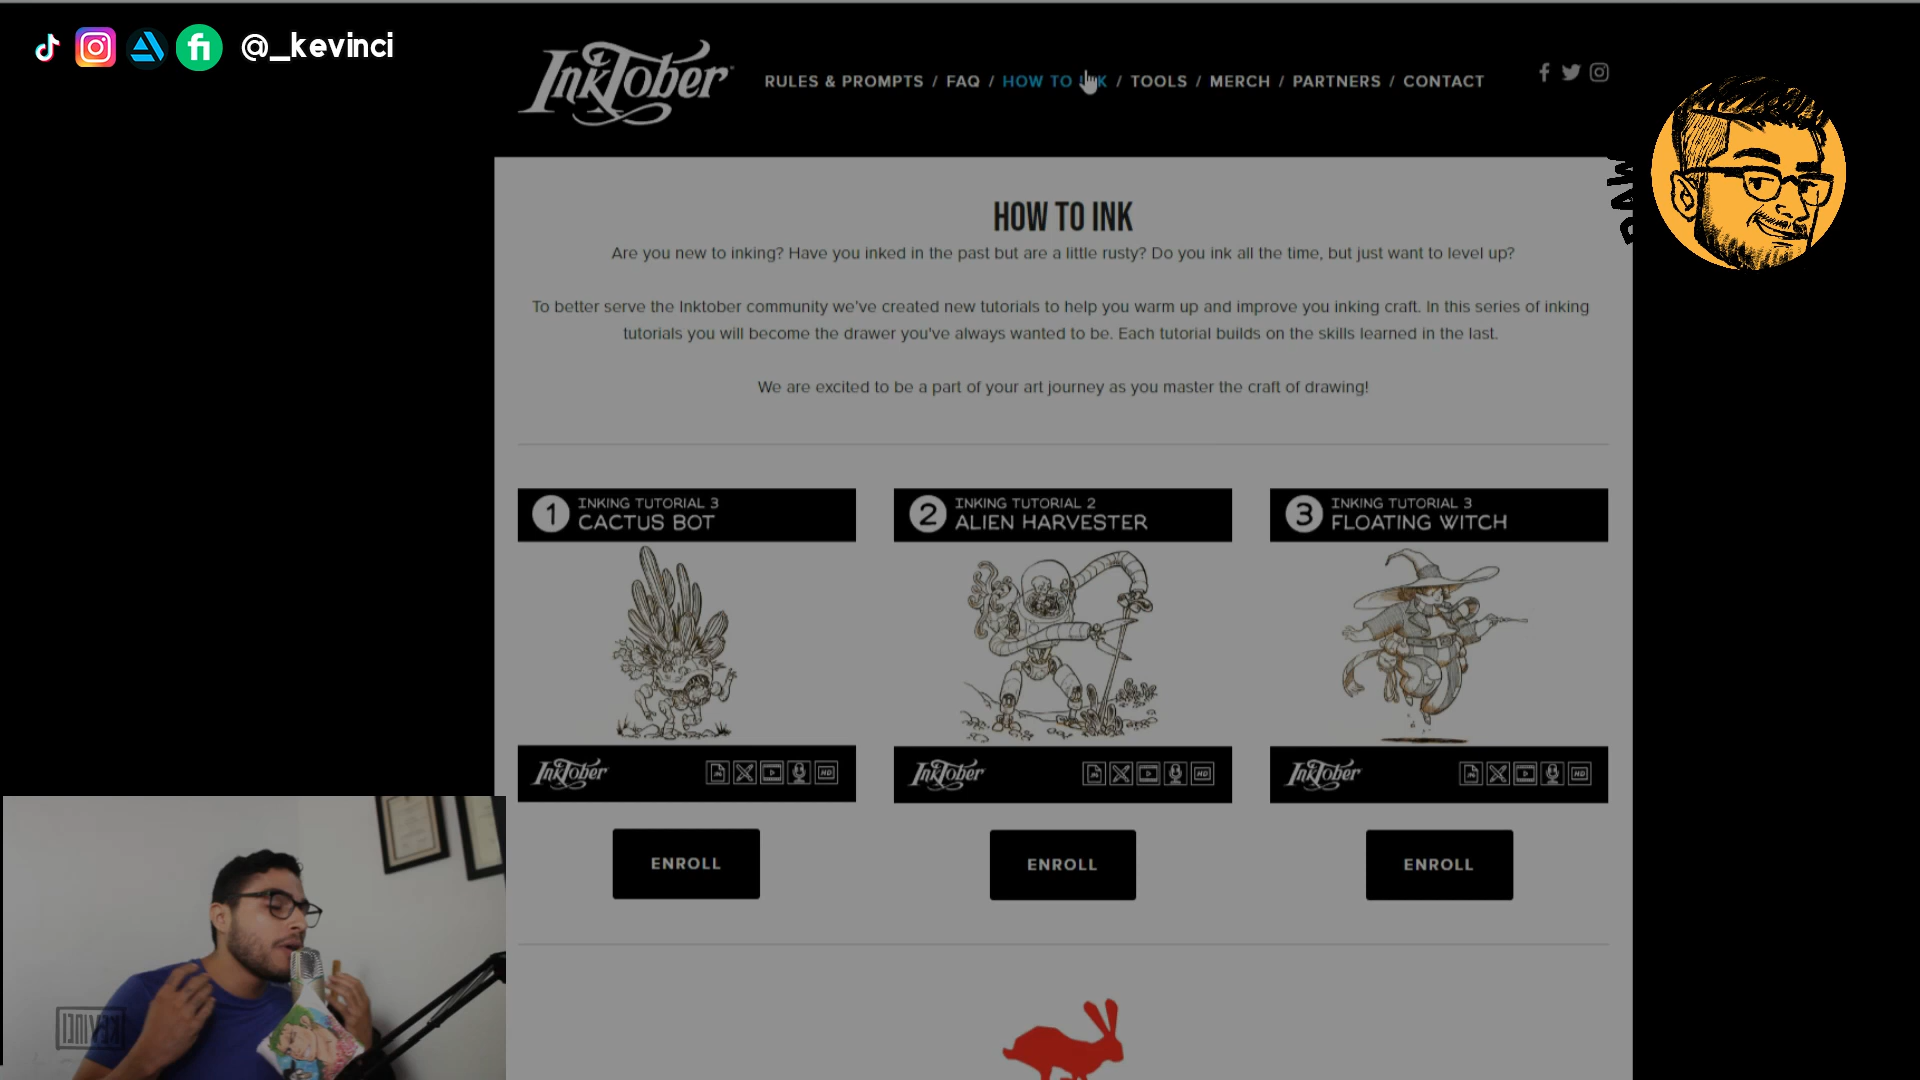 @_kevinci
InkTober
RULES & PROMPTS / FAQ / HOW TO INK / TOOLS / MERCH / PARTNERS / CONTACT
HOW TO INK
Are you new to inking? Have you inked in the past but are a little rusty? Do you ink all the time, but just want to level up?
To better serve the Inktober community we've created new tutorials to help you warm up and improve you inking craft. In this series of inking
tutorials you will become the drawer you've always wanted to be. Each tutorial builds on the skills learned in the last.
We are excited to be a part of your art journey as you master the craft of drawing!
1 INKING TUTORIAL 3
CACTUS BOT
2 INKING TUTORIAL 2
ALIEN HARVESTER
3 INKING TUTORIAL 3
FLOATING WITCH
InkTober HD
InkTober HD
InkTober HD
ENROLL
ENROLL
ENROLL
KEVINCI